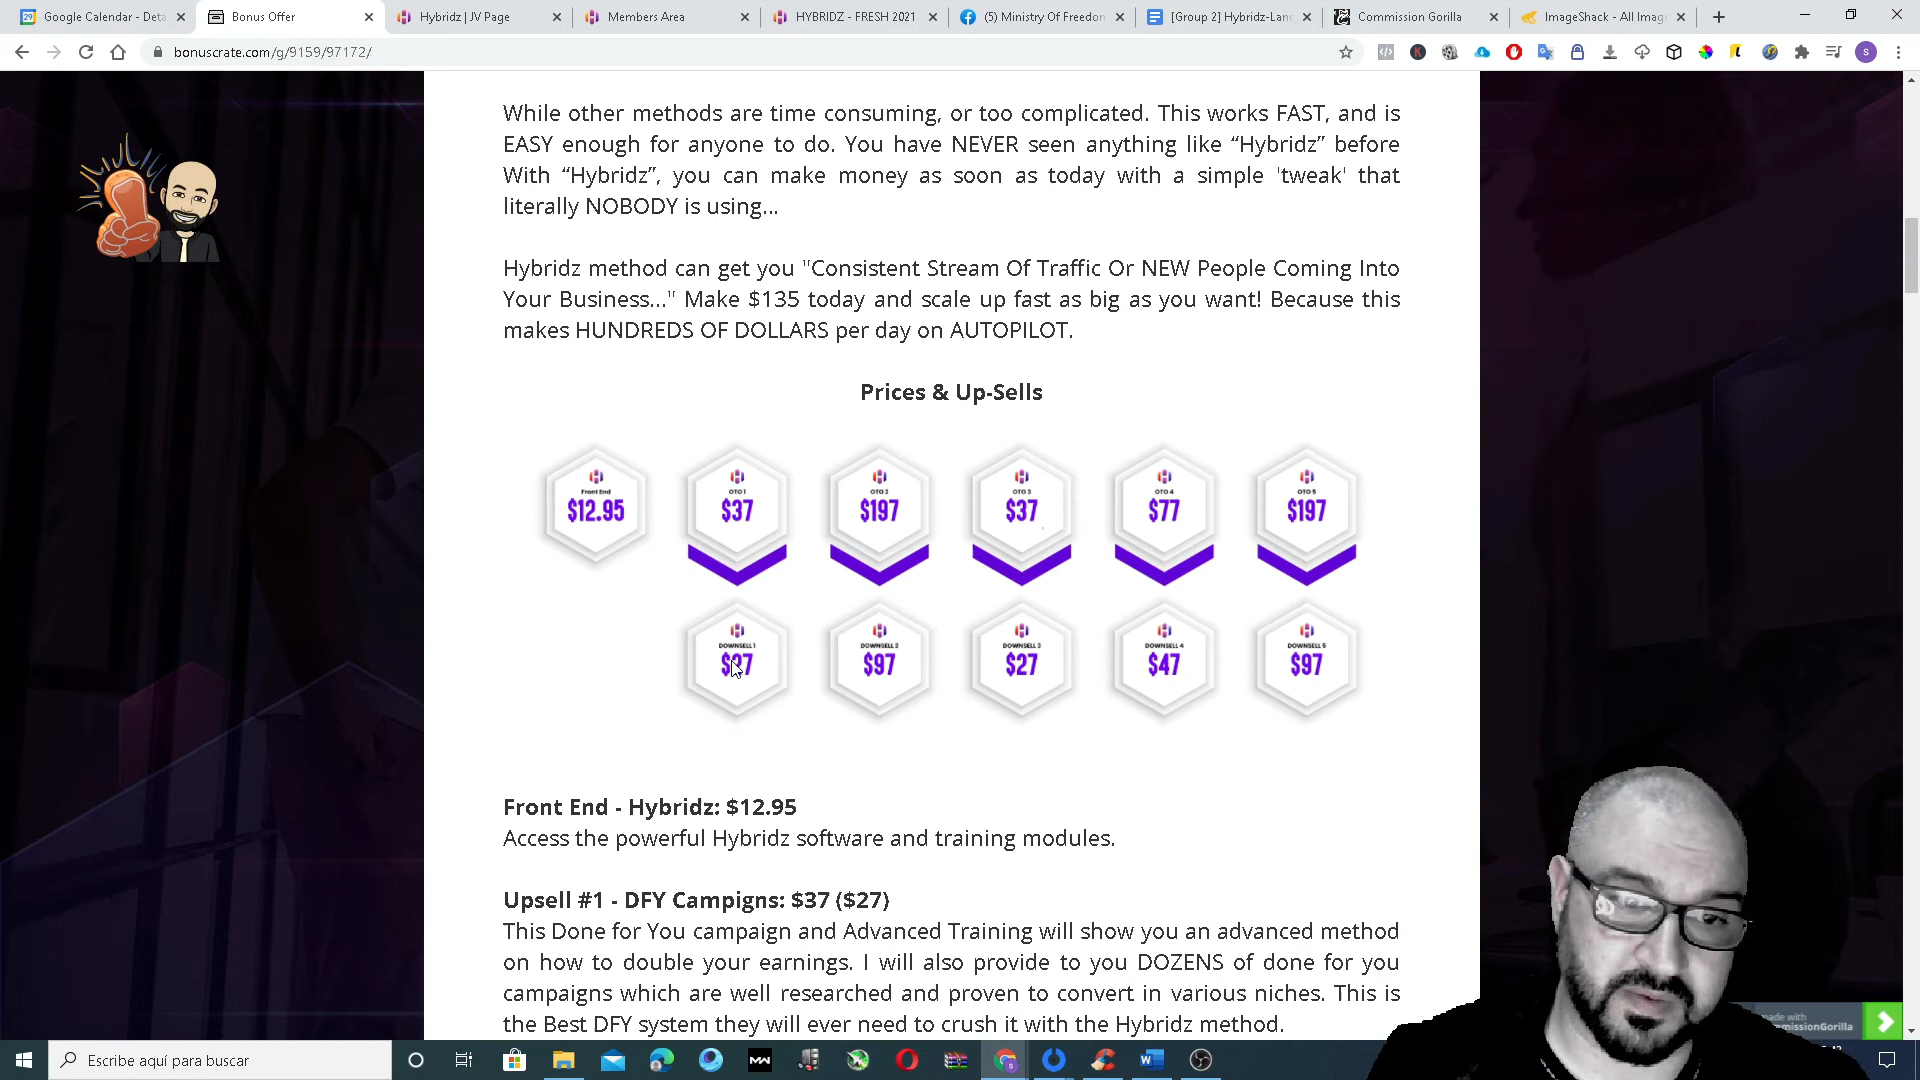 Google Calendar - Deta
Bonus Offer
Hybridz | JV Page
Members Area
HYBRIDZ - FRESH 2021
(5) Ministry Of Freedom
[Group 2] Hybridz-Lan
Commission Gorilla
ImageShack - All Imag
bonuscrate.com/g/9159/97172/
While other methods are time consuming, or too complicated. This works FAST, and is
EASY enough for anyone to do. You have NEVER seen anything like “Hybridz” before
With “Hybridz”, you can make money as soon as today with a simple 'tweak' that
literally NOBODY is using...
Hybridz method can get you "Consistent Stream Of Traffic Or NEW People Coming Into
Your Business..." Make $135 today and scale up fast as big as you want! Because this
makes HUNDREDS OF DOLLARS per day on AUTOPILOT.
Prices & Up-Sells
Front End OTO 1 OTO 2 OTO 3 OTO 4 OTO 5
$12.95 $37 $197 $37 $77 $197
DOWNSELL 1 DOWNSELL 2 DOWNSELL 3 DOWNSELL 4 DOWNSELL 5
$27 $97 $27 $47 $97
Front End - Hybridz: $12.95
Access the powerful Hybridz software and training modules.
Upsell #1 - DFY Campigns: $37 ($27)
This Done for You campaign and Advanced Training will show you an advanced method
on how to double your earnings. I will also provide to you DOZENS of done for you
campaigns which are well researched and proven to convert in various niches. This is
the Best DFY system they will ever need to crush it with the Hybridz method.
made with
Escribe aquí para buscar